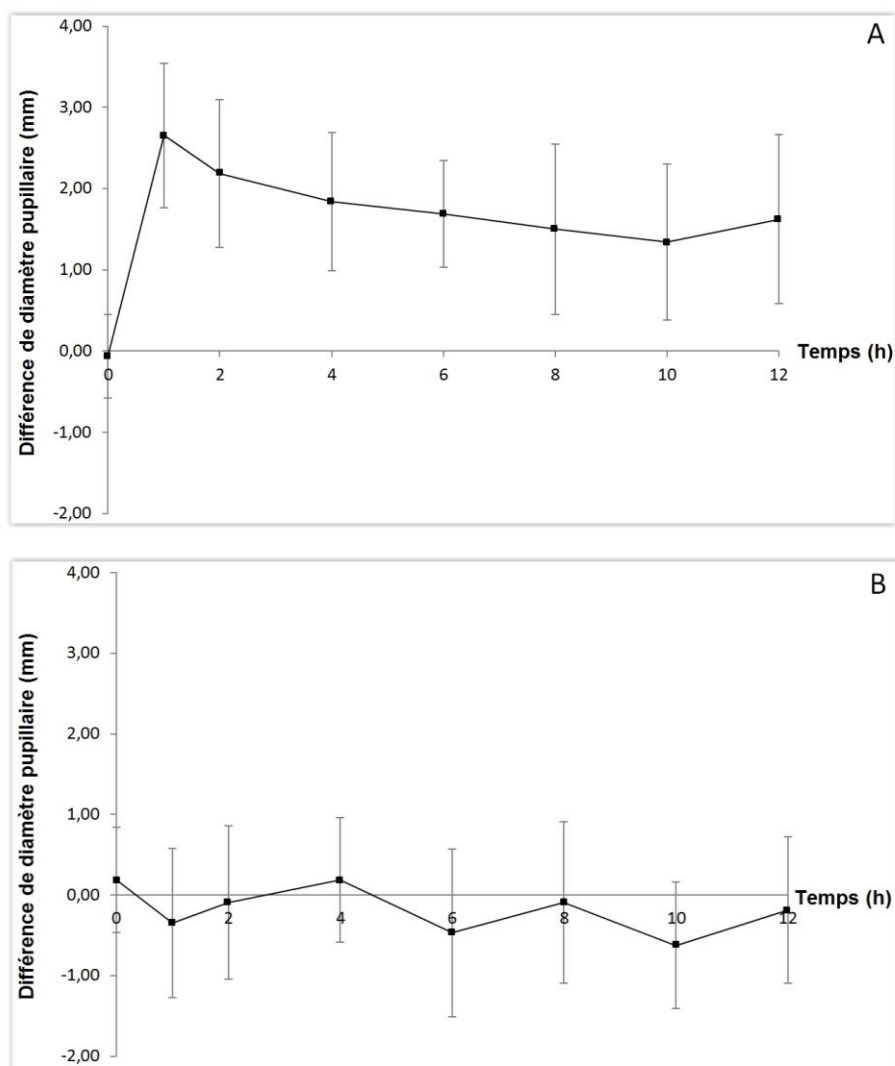 A
Différence de diamètre pupillaire (mm)
4,00
3,00
2,00
1,00
0,00
-1,00
-2,00
0 2 4 6 8 10 12
Temps (h)
B
Différence de diamètre pupillaire (mm)
4,00
3,00
2,00
1,00
0,00
-1,00
-2,00
0 2 4 6 8 10 12
Temps (h)